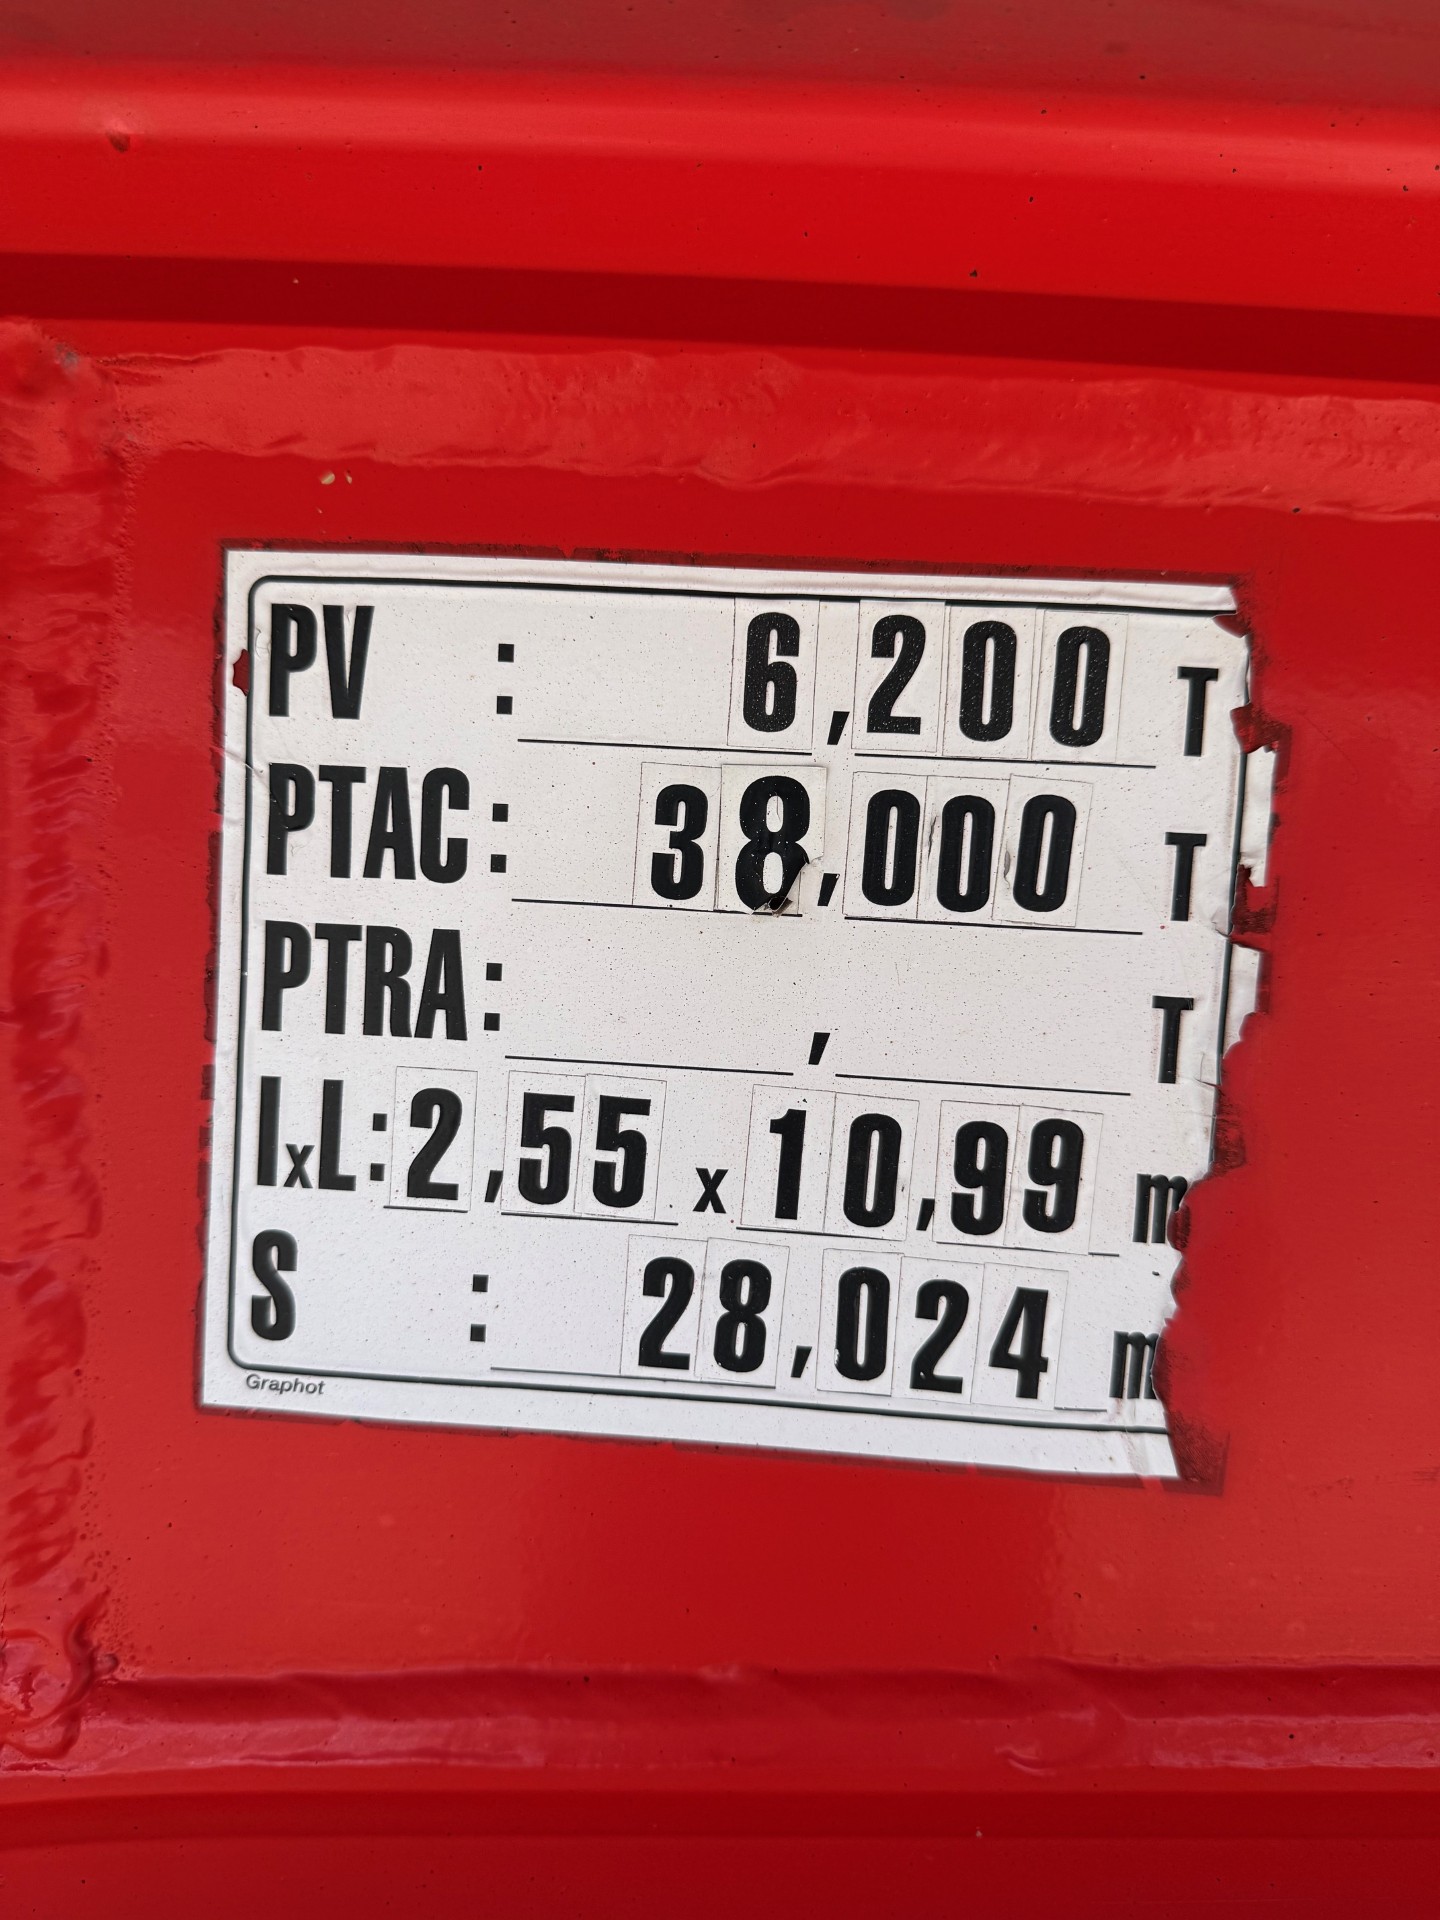 PV : 6,200 T
PTAC: 38,000 T
PTRA: , T
lxL: 2,55 x 10,99 m
S : 28,024 m
Graphot